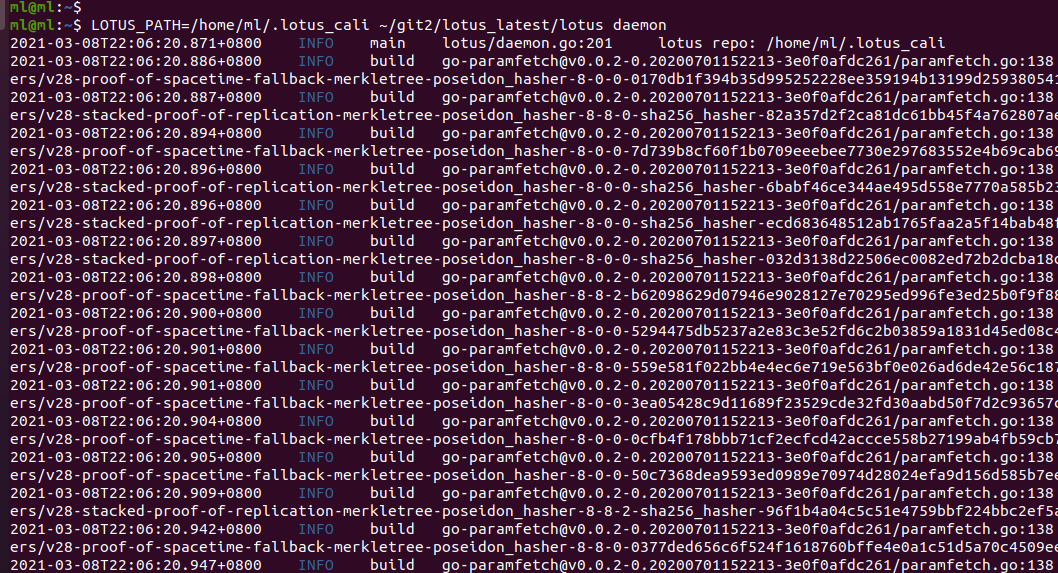 ml@ml:~$
ml@ml:~$ LOTUS_PATH=/home/ml/.lotus_cali ~/git2/lotus_latest/lotus daemon
2021-03-08T22:06:20.871+0800 INFO main lotus/daemon.go:201 lotus repo: /home/ml/.lotus_cali
2021-03-08T22:06:20.886+0800 INFO build go-paramfetch@v0.0.2-0.20200701152213-3e0f0afdc261/paramfetch.go:138
ers/v28-proof-of-spacetime-fallback-merkletree-poseidon_hasher-8-0-0-0170db1f394b35d995252228ee359194b13199d259380541
2021-03-08T22:06:20.887+0800 INFO build go-paramfetch@v0.0.2-0.20200701152213-3e0f0afdc261/paramfetch.go:138
ers/v28-stacked-proof-of-replication-merkletree-poseidon_hasher-8-8-0-sha256_hasher-82a357d2f2ca81dc61bb45f4a762807ae
2021-03-08T22:06:20.894+0800 INFO build go-paramfetch@v0.0.2-0.20200701152213-3e0f0afdc261/paramfetch.go:138
ers/v28-proof-of-spacetime-fallback-merkletree-poseidon_hasher-8-0-0-7d739b8cf60f1b0709eeebee7730e297683552e4b69cab69
2021-03-08T22:06:20.896+0800 INFO build go-paramfetch@v0.0.2-0.20200701152213-3e0f0afdc261/paramfetch.go:138
ers/v28-stacked-proof-of-replication-merkletree-poseidon_hasher-8-0-0-sha256_hasher-6babf46ce344ae495d558e7770a585b23
2021-03-08T22:06:20.896+0800 INFO build go-paramfetch@v0.0.2-0.20200701152213-3e0f0afdc261/paramfetch.go:138
ers/v28-stacked-proof-of-replication-merkletree-poseidon_hasher-8-0-0-sha256_hasher-ecd683648512ab1765faa2a5f14bab48f
2021-03-08T22:06:20.897+0800 INFO build go-paramfetch@v0.0.2-0.20200701152213-3e0f0afdc261/paramfetch.go:138
ers/v28-stacked-proof-of-replication-merkletree-poseidon_hasher-8-0-0-sha256_hasher-032d3138d22506ec0082ed72b2dcba18d
2021-03-08T22:06:20.898+0800 INFO build go-paramfetch@v0.0.2-0.20200701152213-3e0f0afdc261/paramfetch.go:138
ers/v28-proof-of-spacetime-fallback-merkletree-poseidon_hasher-8-8-2-b62098629d07946e9028127e70295ed996fe3ed25b0f9f88
2021-03-08T22:06:20.900+0800 INFO build go-paramfetch@v0.0.2-0.20200701152213-3e0f0afdc261/paramfetch.go:138
ers/v28-proof-of-spacetime-fallback-merkletree-poseidon_hasher-8-0-0-5294475db5237a2e83c3e52fd6c2b03859a1831d45ed08c4
2021-03-08T22:06:20.901+0800 INFO build go-paramfetch@v0.0.2-0.20200701152213-3e0f0afdc261/paramfetch.go:138
ers/v28-proof-of-spacetime-fallback-merkletree-poseidon_hasher-8-8-0-559e581f022bb4e4ec6e719e563bf0e026ad6de42e56c187
2021-03-08T22:06:20.901+0800 INFO build go-paramfetch@v0.0.2-0.20200701152213-3e0f0afdc261/paramfetch.go:138
ers/v28-proof-of-spacetime-fallback-merkletree-poseidon_hasher-8-0-0-3ea05428c9d11689f23529cde32fd30aabd50f7d2c93657c
2021-03-08T22:06:20.904+0800 INFO build go-paramfetch@v0.0.2-0.20200701152213-3e0f0afdc261/paramfetch.go:138
ers/v28-proof-of-spacetime-fallback-merkletree-poseidon_hasher-8-0-0-0cfb4f178bbb71cf2ecfcd42accce558b27199ab4fb59cb7
2021-03-08T22:06:20.905+0800 INFO build go-paramfetch@v0.0.2-0.20200701152213-3e0f0afdc261/paramfetch.go:138
ers/v28-proof-of-spacetime-fallback-merkletree-poseidon_hasher-8-0-0-50c7368dea9593ed0989e70974d28024efa9d156d585b7ee
2021-03-08T22:06:20.909+0800 INFO build go-paramfetch@v0.0.2-0.20200701152213-3e0f0afdc261/paramfetch.go:138
ers/v28-stacked-proof-of-replication-merkletree-poseidon_hasher-8-8-2-sha256_hasher-96f1b4a04c5c51e4759bbf224bbc2ef5a
2021-03-08T22:06:20.942+0800 INFO build go-paramfetch@v0.0.2-0.20200701152213-3e0f0afdc261/paramfetch.go:138
ers/v28-proof-of-spacetime-fallback-merkletree-poseidon_hasher-8-8-0-0377ded656c6f524f1618760bffe4e0a1c51d5a70c4509ee
2021-03-08T22:06:20.947+0800 INFO build go-paramfetch@v0.0.2-0.20200701152213-3e0f0afdc261/paramfetch.go:138